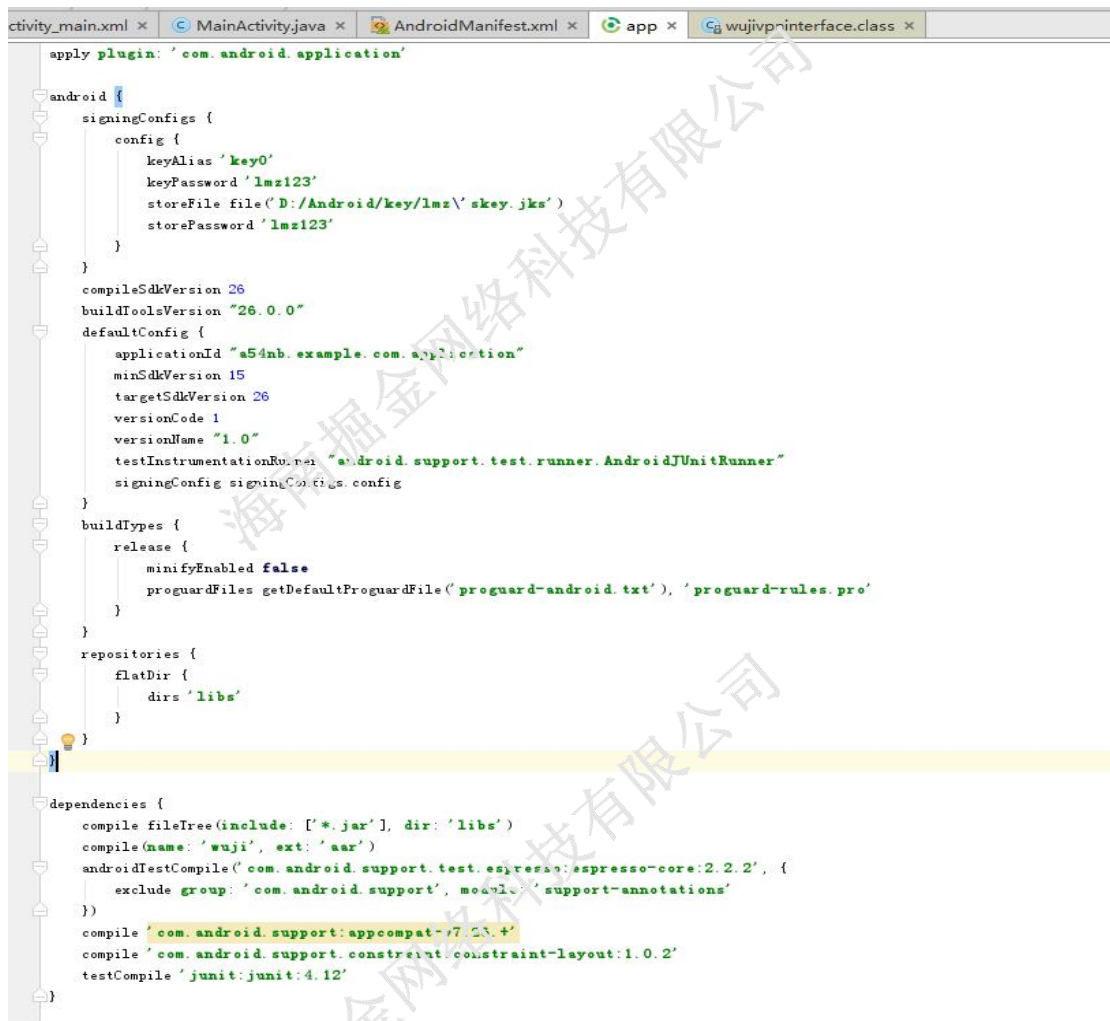 ctivity_main.xml × MainActivity.java × AndroidManifest.xml × app × wujivpninterface.class ×
apply plugin: 'com.android.application'
android {
signingConfigs {
config {
keyAlias 'key0'
keyPassword 'lmz123'
storeFile file('D:/Android/key/lmz\'skey.jks')
storePassword 'lmz123'
}
}
compileSdkVersion 26
buildToolsVersion "26.0.0"
defaultConfig {
applicationId "a54nb.example.com.application"
minSdkVersion 15
targetSdkVersion 26
versionCode 1
versionName "1.0"
testInstrumentationRunner "android.support.test.runner.AndroidJUnitRunner"
signingConfig signingConfigs.config
}
buildTypes {
release {
minifyEnabled false
proguardFiles getDefaultProguardFile('proguard-android.txt'), 'proguard-rules.pro'
}
}
repositories {
flatDir {
dirs 'libs'
}
}
}
dependencies {
compile fileTree(include: ['*.jar'], dir: 'libs')
compile(name: 'wuji', ext: 'aar')
androidTestCompile('com.android.support.test.espresso:espresso-core:2.2.2', {
exclude group: 'com.android.support', module: 'support-annotations'
})
compile 'com.android.support:appcompat-v7:26.+'
compile 'com.android.support.constraint:constraint-layout:1.0.2'
testCompile 'junit:junit:4.12'
}
海南掘金网络科技有限公司
金网络科技有限公司